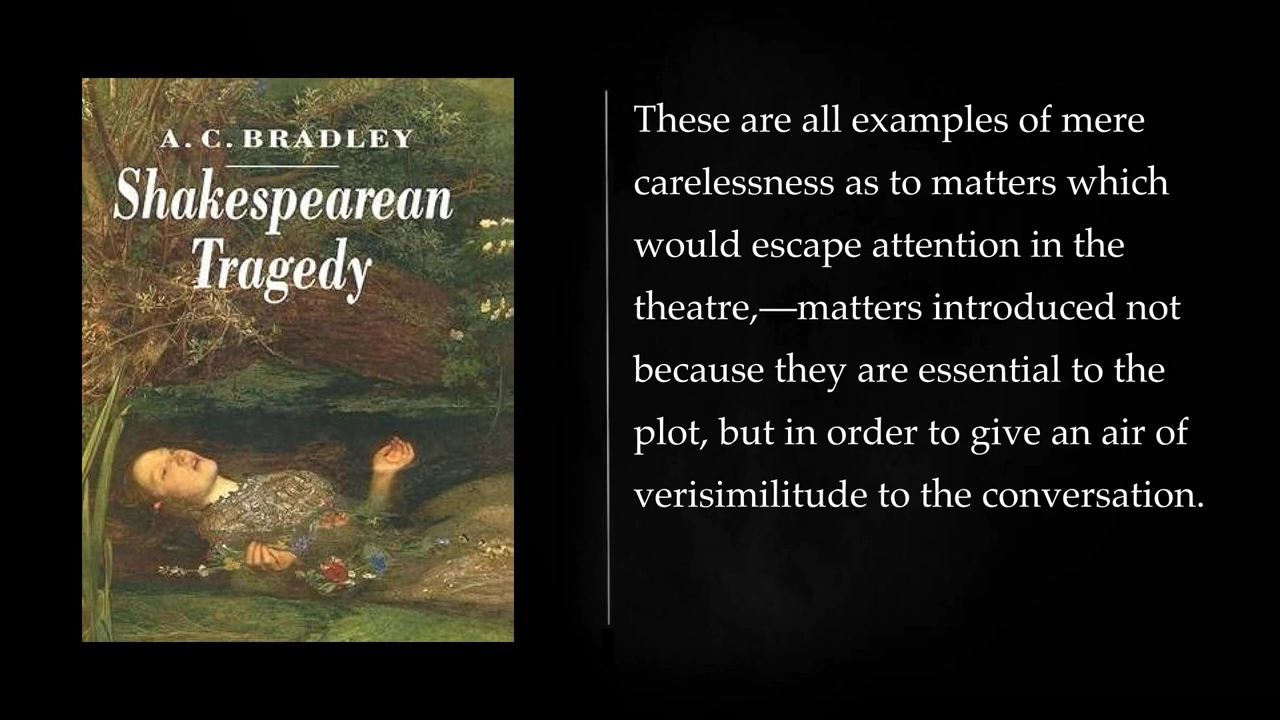 A. C. BRADLEY
Shakespearean
Tragedy
These are all examples of mere
carelessness as to matters which
would escape attention in the
theatre,—matters introduced not
because they are essential to the
plot, but in order to give an air of
verisimilitude to the conversation.